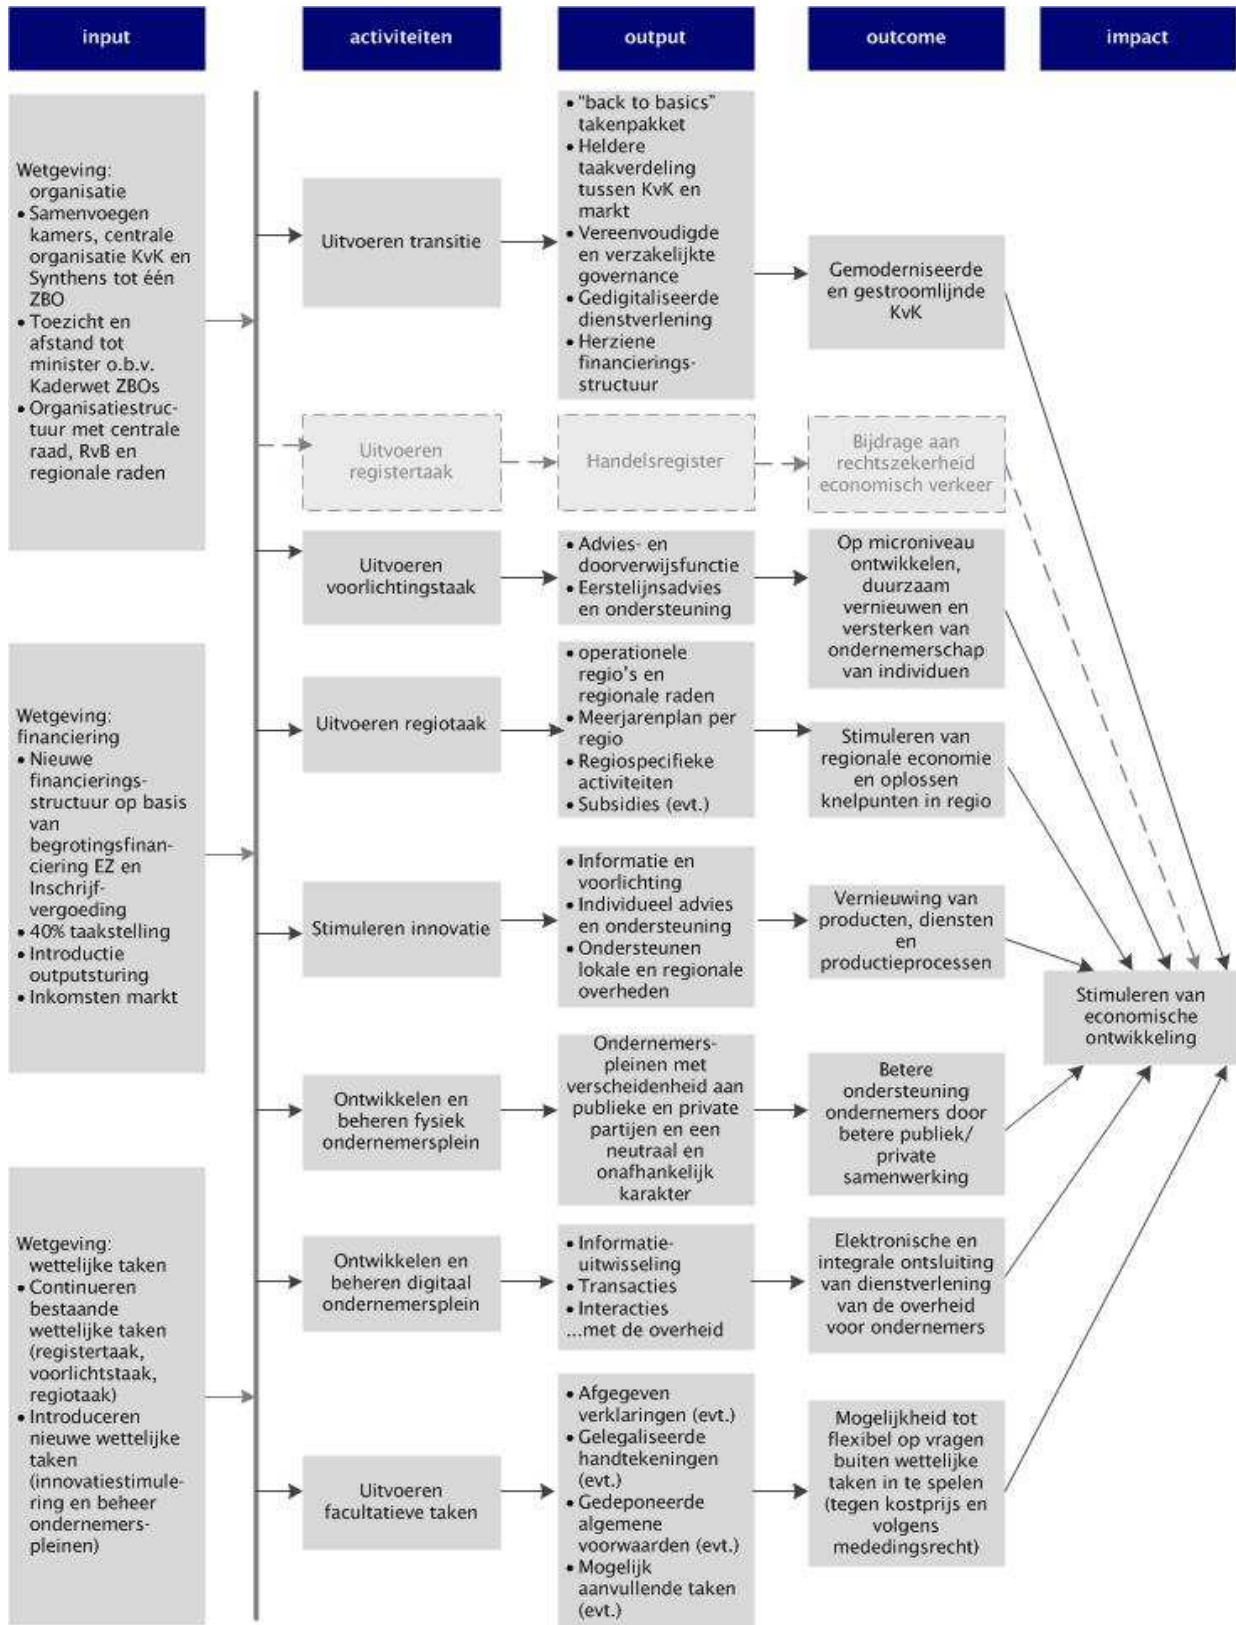 input
activiteiten
output
outcome
impact
Wetgeving:
organisatie
• Samenvoegen
kamers, centrale
organisatie KvK en
Synthens tot één
ZBO
• Toezicht en
afstand tot
minister o.b.v.
Kaderwet ZBOs
• Organisatiestruc-
tuur met centrale
raad, RvB en
regionale raden
Wetgeving:
financiering
• Nieuwe
financierings-
structuur op basis
van
begrotingsfinan-
ciering EZ en
Inschrijf-
vergoeding
• 40% taakstelling
• Introductie
outputsturing
• Inkomsten markt
Wetgeving:
wettelijke taken
• Continueren
bestaande
wettelijke taken
(registertaak,
voorlichtstaak,
regiotaak)
• Introduceren
nieuwe wettelijke
taken
(innovatiestimule-
ring en beheer
ondernemers-
pleinen)
Uitvoeren transitie
• "back to basics"
takenpakket
• Heldere
taakverdeling
tussen KvK en
markt
• Vereenvoudigde
en verzakelijkte
governance
• Gedigitaliseerde
dienstverlening
• Herziene
financierings-
structuur
Gemoderniseerde
en gestroomlijnde
KvK
Uitvoeren
registertaak
Handelsregister
Bijdrage aan
rechtszekerheid
economisch verkeer
Uitvoeren
voorlichtingstaak
• Advies- en
doorverwijsfunctie
• Eerstelijnsadvies
en ondersteuning
Op microniveau
ontwikkelen,
duurzaam
vernieuwen en
versterken van
ondernemerschap
van individuen
Uitvoeren regiotaak
• operationele
regio's en
regionale raden
• Meerjarenplan per
regio
• Regiospecifieke
activiteiten
• Subsidies (evt.)
Stimuleren van
regionale economie
en oplossen
knelpunten in regio
Stimuleren innovatie
• Informatie en
voorlichting
• Individueel advies
en ondersteuning
• Ondersteunen
lokale en regionale
overheden
Vernieuwing van
producten, diensten
en
productieprocessen
Stimuleren van
economische
ontwikkeling
Ontwikkelen en
beheren fysiek
ondernemersplein
Ondernemers-
pleinen met
verscheidenheid aan
publieke en private
partijen en een
neutraal en
onafhankelijk
karakter
Betere
ondersteuning
ondernemers door
betere publiek/
private
samenwerking
Ontwikkelen en
beheren digitaal
ondernemersplein
• Informatie-
uitwisseling
• Transacties
• Interacties
...met de overheid
Elektronische en
integrale ontsluiting
van dienstverlening
van de overheid
voor ondernemers
Uitvoeren
facultatieve taken
• Afgegeven
verklaringen (evt.)
• Gelegaliseerde
handtekeningen
(evt.)
• Gedeponeerde
algemene
voorwaarden (evt.)
• Mogelijk
aanvullende taken
(evt.)
Mogelijkheid tot
flexibel op vragen
buiten wettelijke
taken in te spelen
(tegen kostprijs en
volgens
mededingsrecht)